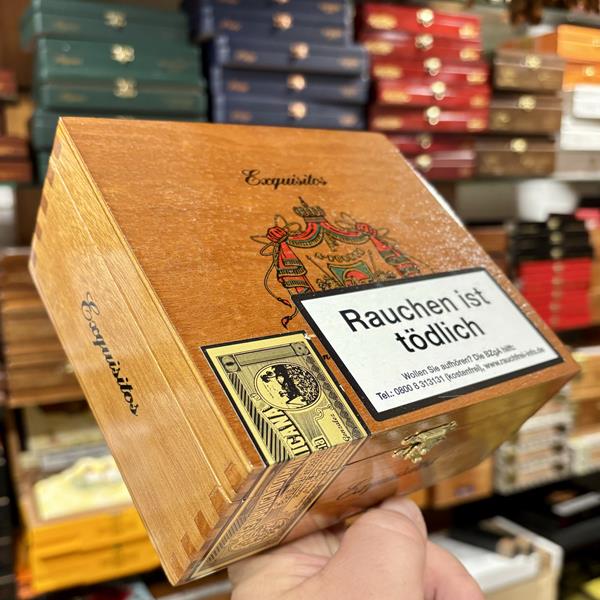 Exquisitos
Rauchen ist
tödlich
Wollen Sie aufhören? Die BZgA hilft:
Tel.: 0800 8 313131 (kostenfrei), www.rauchfrei-info.de
Exquisitos